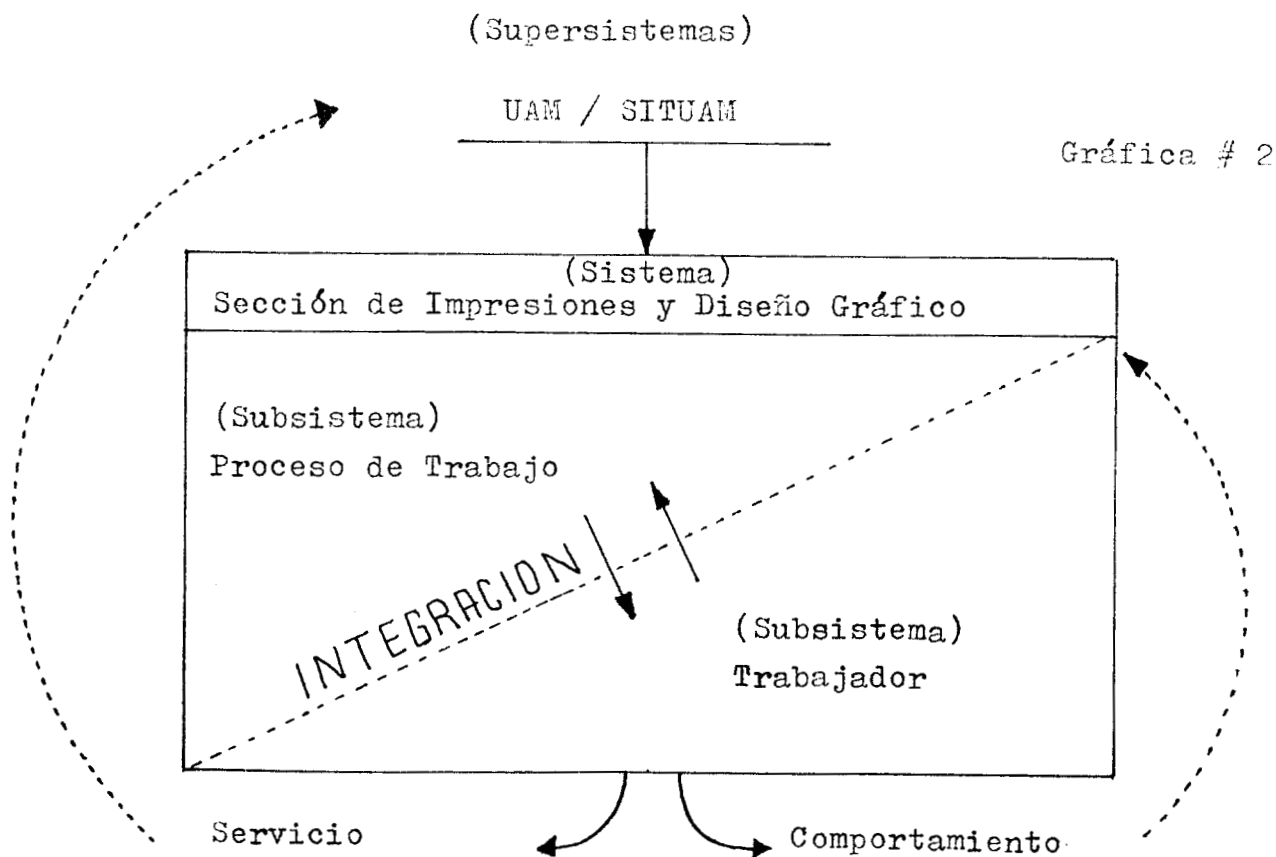 (Supersistemas)
UAM / SITUAM
Gráfica # 2
(Sistema)
Sección de Impresiones y Diseño Gráfico
(Subsistema)
Proceso de Trabajo
INTEGRACION
(Subsistema)
Trabajador
Servicio
Comportamiento